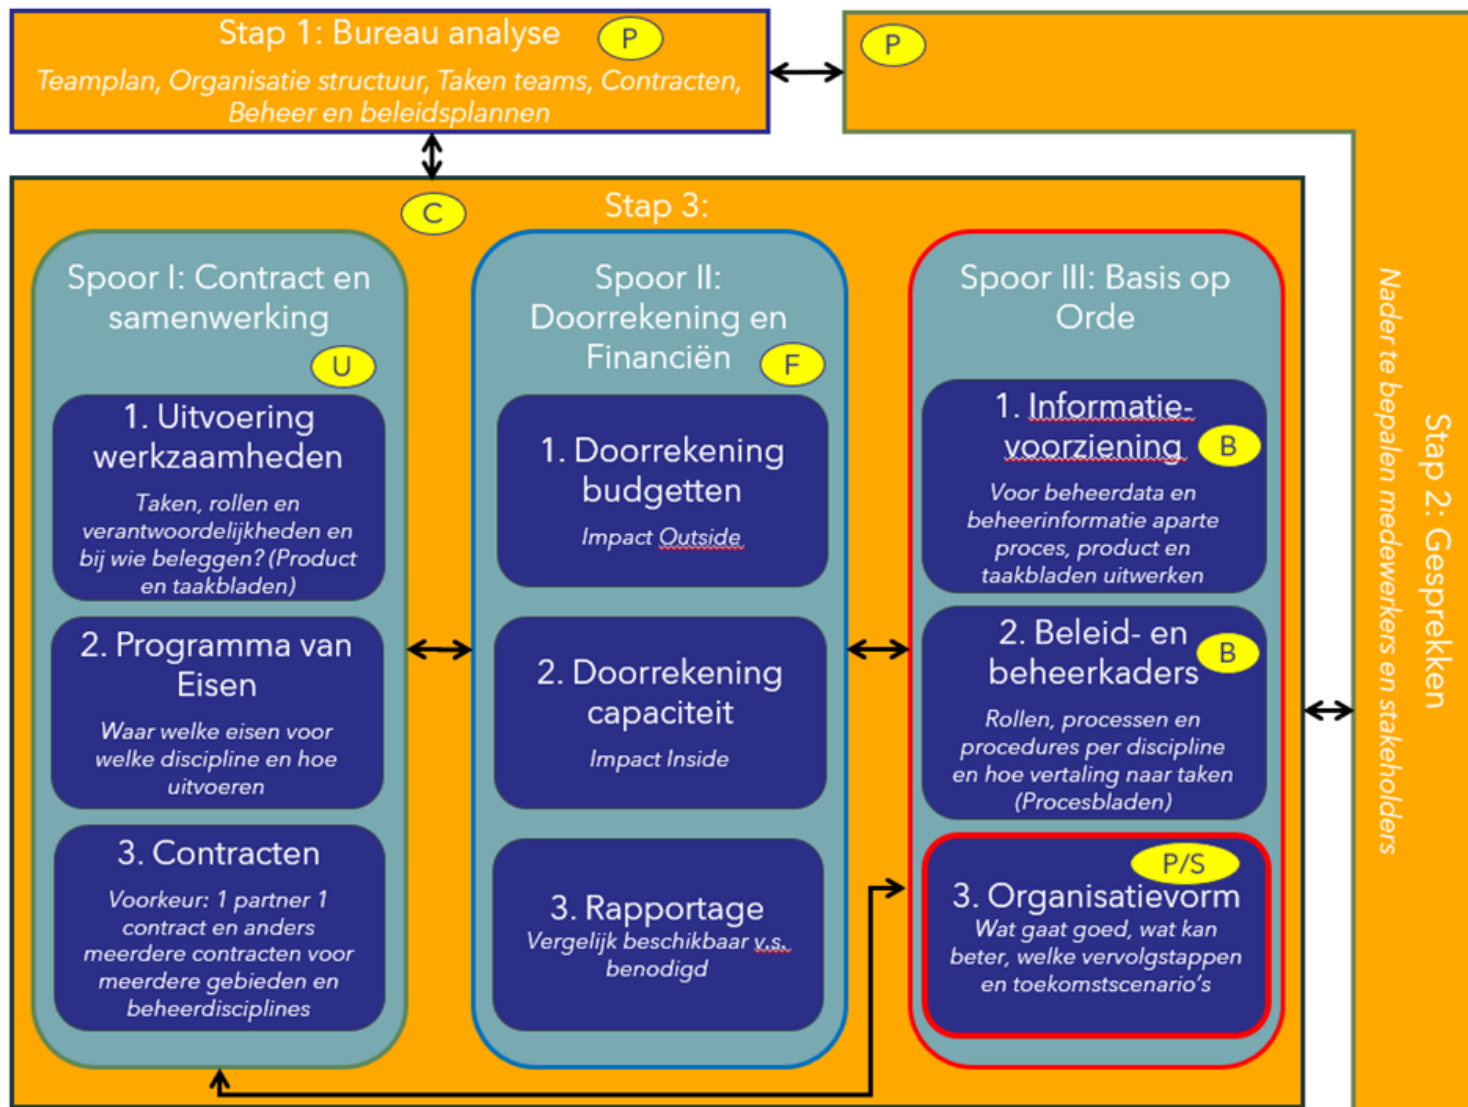 Stap 1: Bureau analyse
P
Teamplan, Organisatie structuur, Taken teams, Contracten,
Beheer en beleidsplannen
P
Stap 2: Gesprekken
Nader te bepalen medewerkers en stakeholders
C
Stap 3:
Spoor I: Contract en
samenwerking
U
1. Uitvoering
werkzaamheden
Taken, rollen en
verantwoordelijkheden en
bij wie beleggen? (Product
en taakbladen)
2. Programma van
Eisen
Waar welke eisen voor
welke discipline en hoe
uitvoeren
3. Contracten
Voorkeur: 1 partner 1
contract en anders
meerdere contracten voor
meerdere gebieden en
beheerdisciplines
Spoor II:
Doorrekening en
Financiën
F
1. Doorrekening
budgetten
Impact Outside
2. Doorrekening
capaciteit
Impact Inside
3. Rapportage
Vergelijk beschikbaar v.s.
benodigd
Spoor III: Basis op
Orde
1. Informatie-
voorziening
B
Voor beheerdata en
beheerinformatie aparte
proces, product en
taakbladen uitwerken
2. Beleid- en
beheerkaders
B
Rollen, processen en
procedures per discipline
en hoe vertaling naar taken
(Procesbladen)
P/S
3. Organisatievorm
Wat gaat goed, wat kan
beter, welke vervolgstappen
en toekomstscenario's